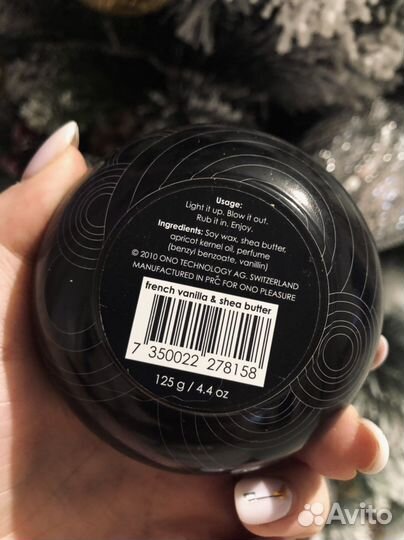 Usage:
Light it up. Blow it out.
Rub it in. Enjoy.
Ingredients: Soy wax, shea butter,
apricot kernel oil, perfume
(benzyl benzoate, vanillin)
© 2010 ONO TECHNOLOGY AG. SWITZERLAND
MANUFACTURED IN PRČ FOR ONO PLEASURE
french vanilla & shea butter
7 350022 278158
125 g / 4.4 oz
Avito